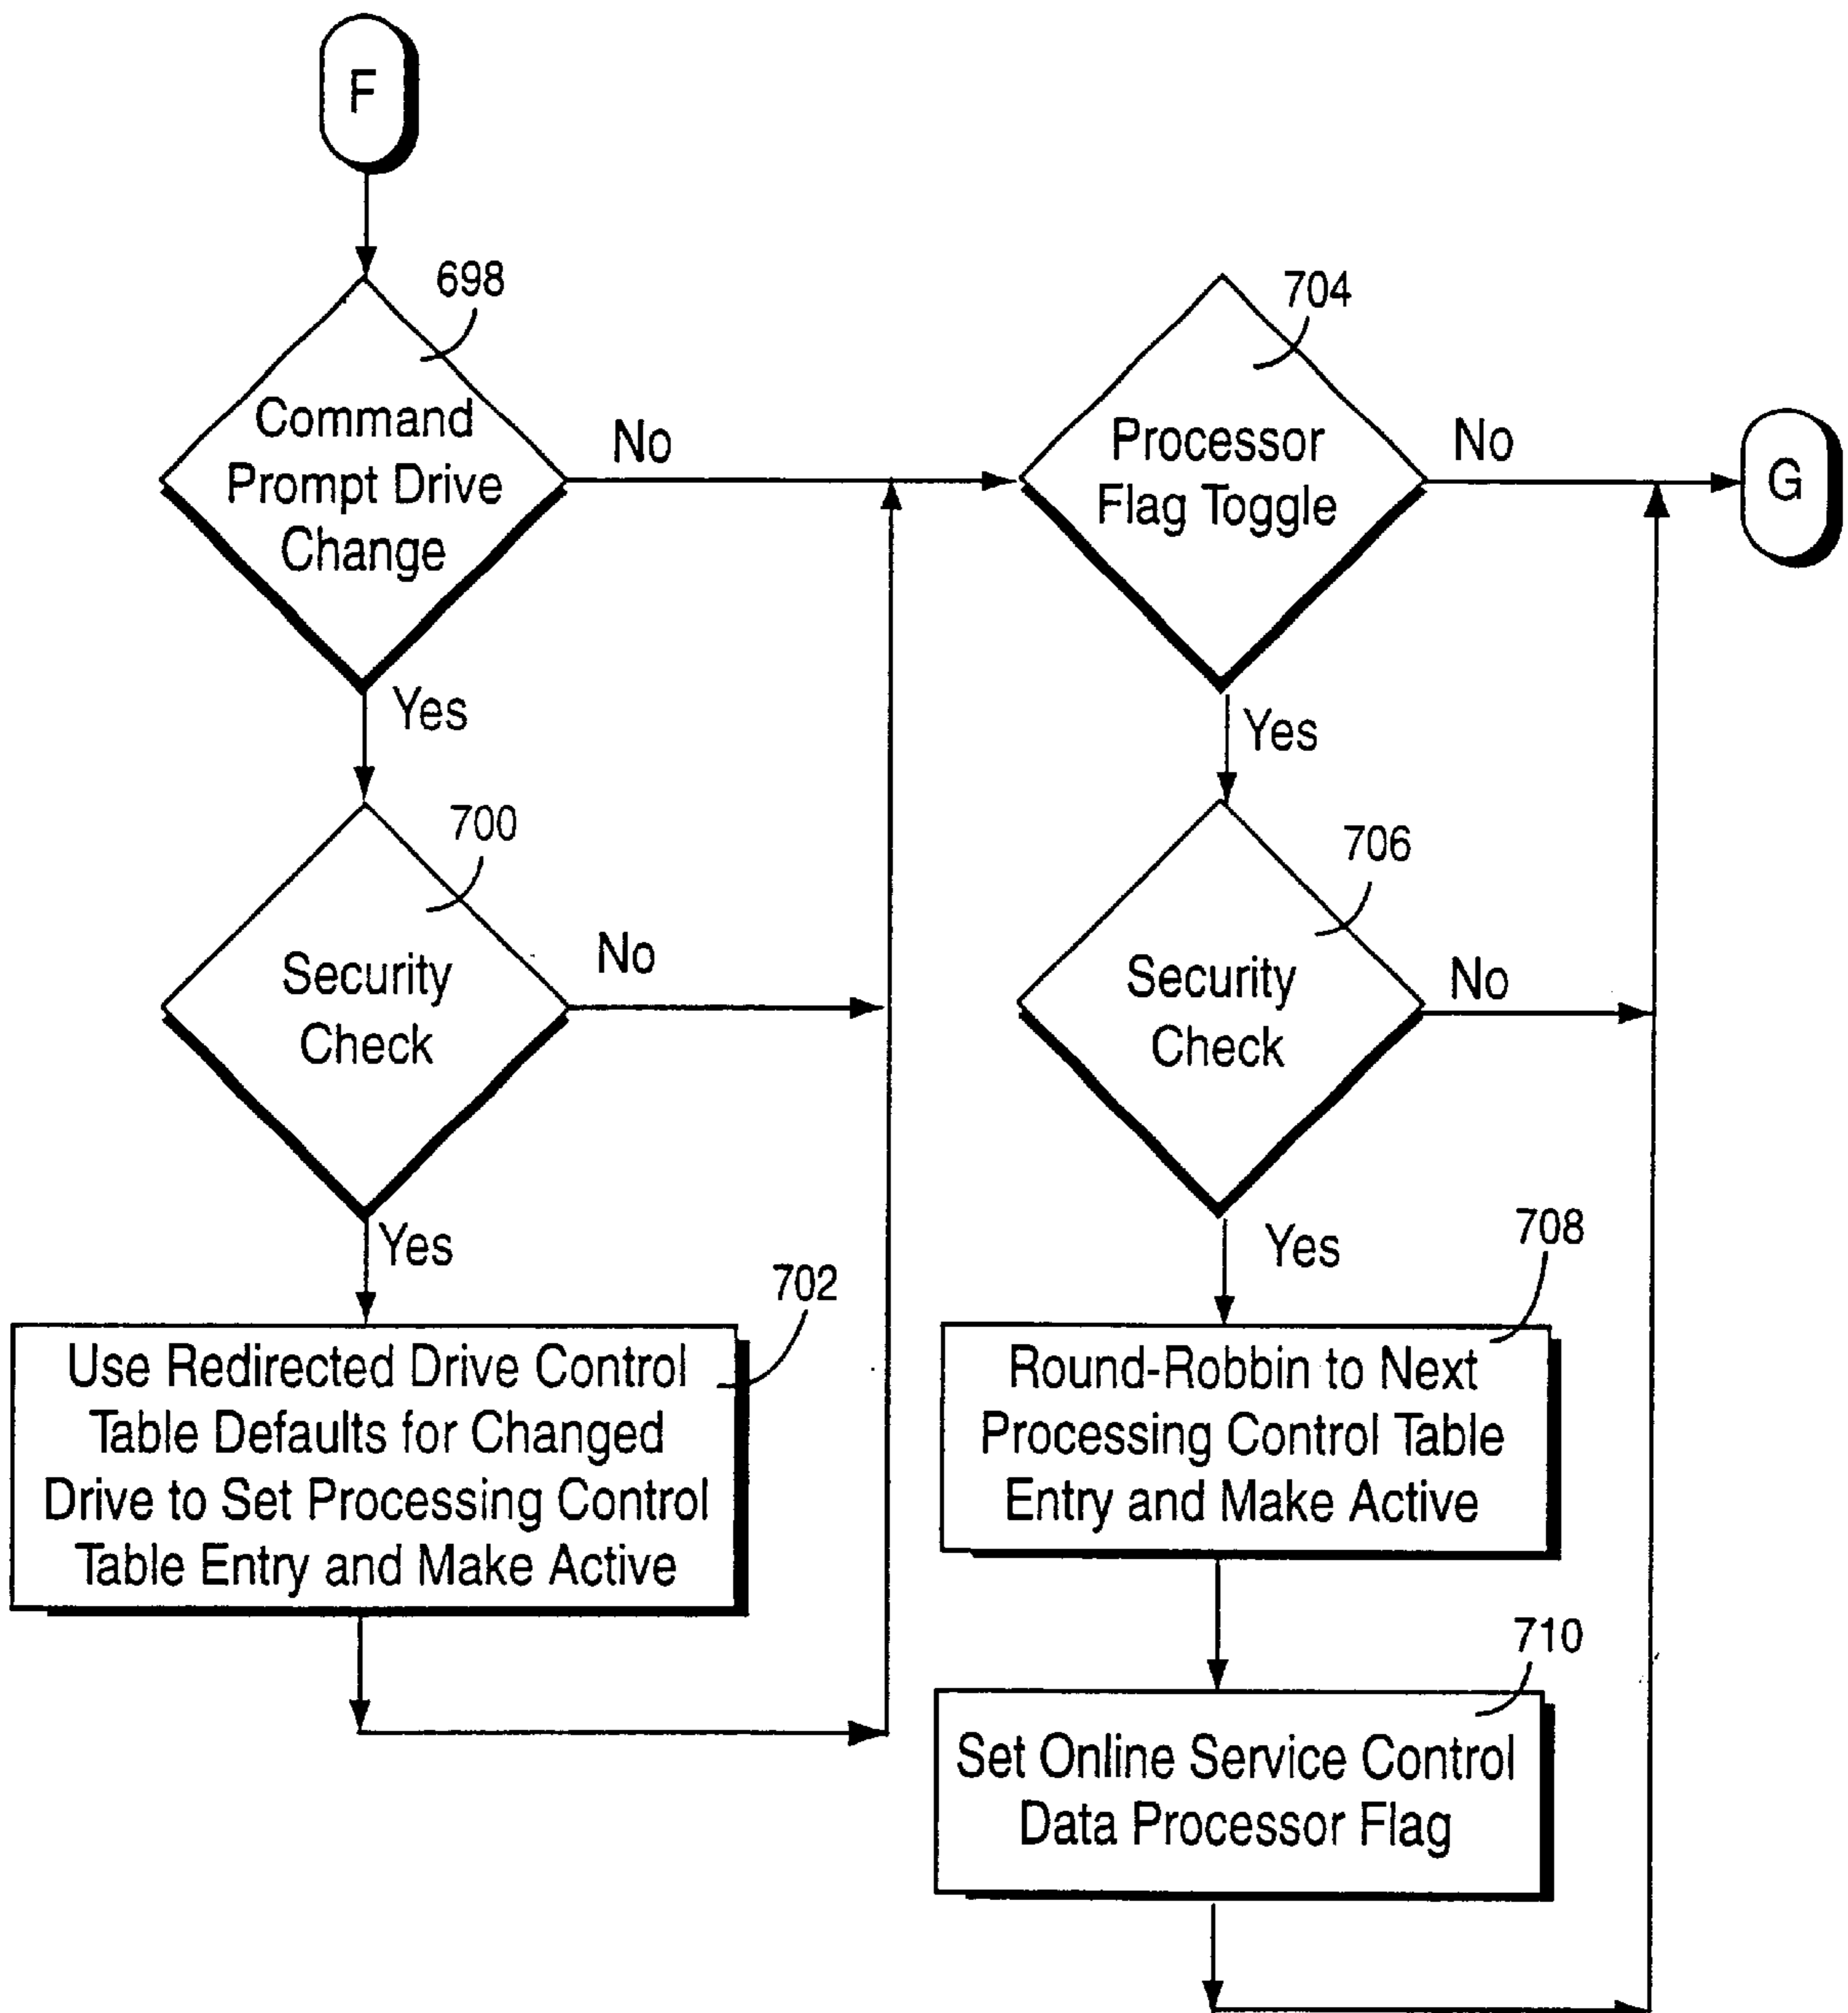 F
698
Command
Prompt Drive
Change
No
Yes
700
Security
Check
No
Yes
702
Use Redirected Drive Control
Table Defaults for Changed
Drive to Set Processing Control
Table Entry and Make Active
704
Processor
Flag Toggle
No
G
Yes
706
Security
Check
No
Yes
708
Round-Robbin to Next
Processing Control Table
Entry and Make Active
710
Set Online Service Control
Data Processor Flag